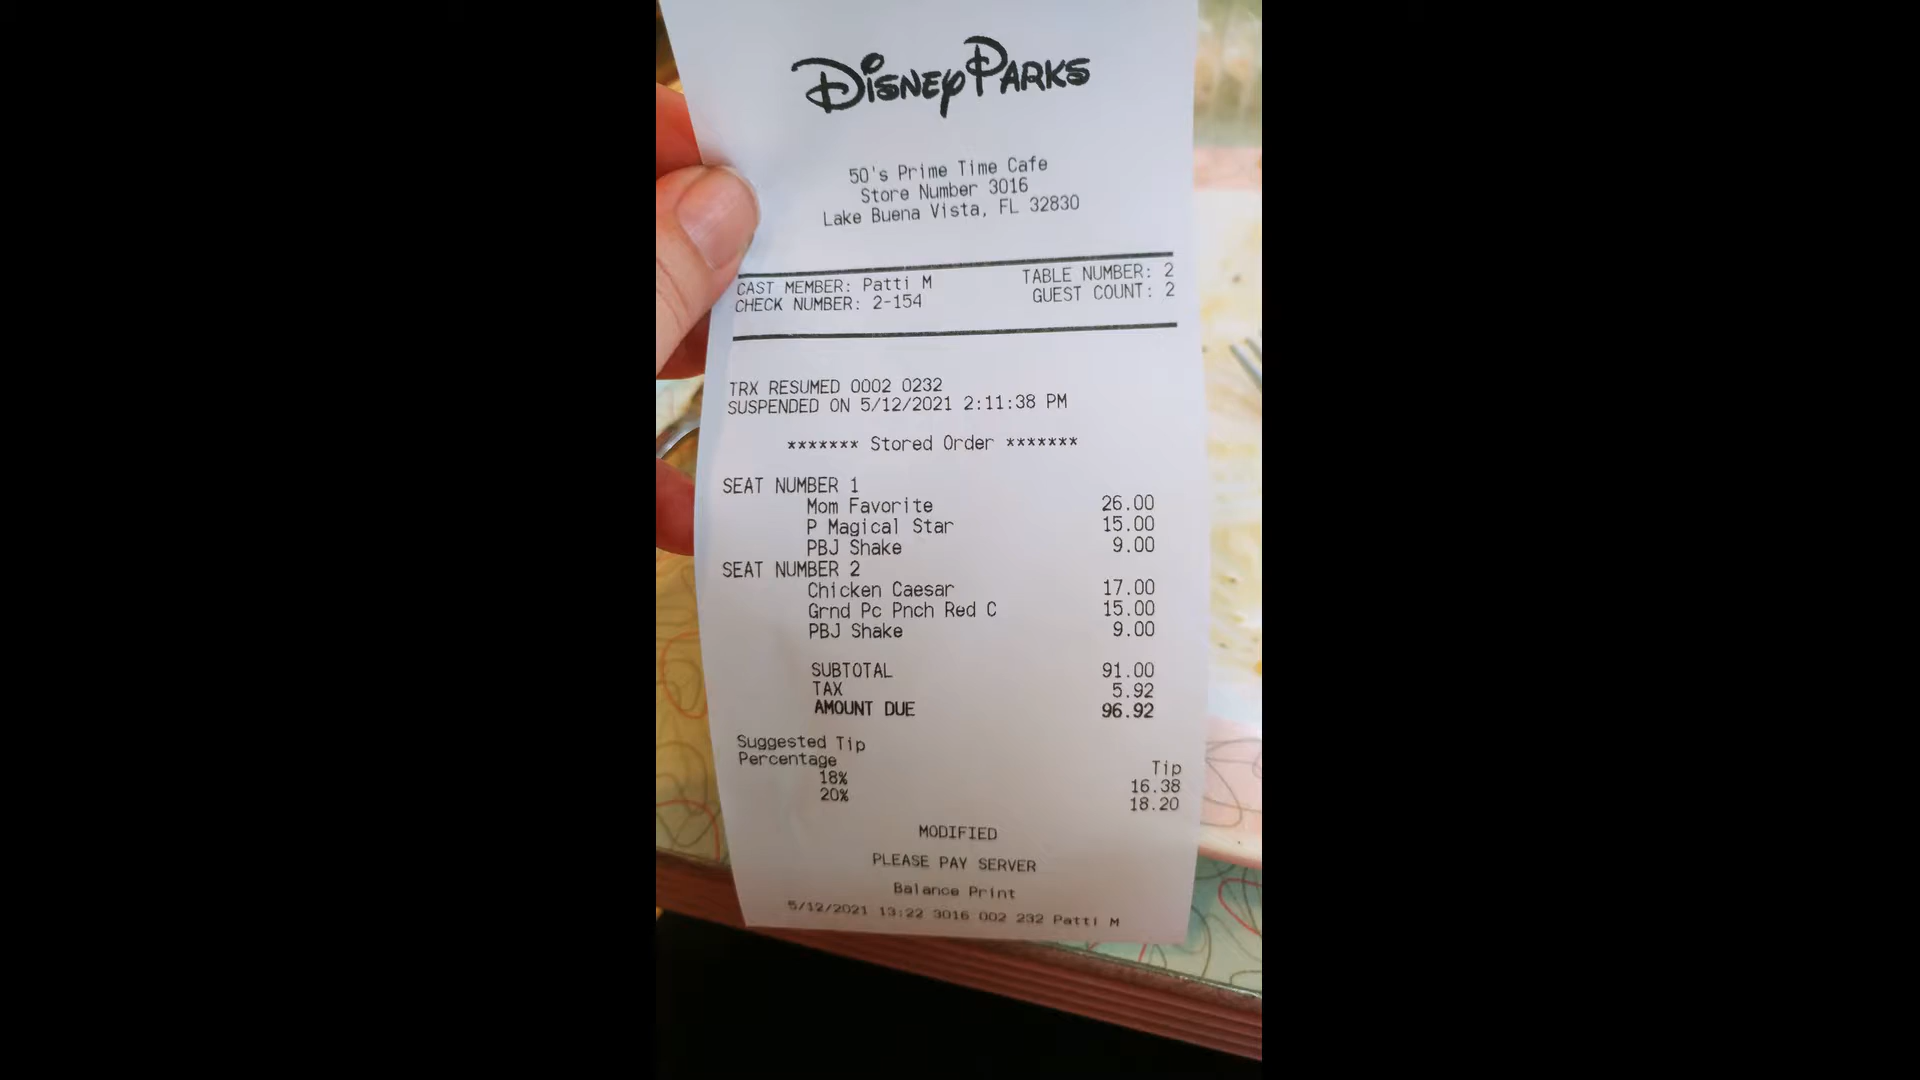 Disney Parks
50's Prime Time Cafe
Store Number 3016
Lake Buena Vista, FL 32830
CAST MEMBER: Patti M TABLE NUMBER: 2
CHECK NUMBER: 2-154 GUEST COUNT: 2
TRX RESUMED 0002 0232
SUSPENDED ON 5/12/2021 2:11:38 PM
******* Stored Order *******
SEAT NUMBER 1
Mom Favorite 26.00
P Magical Star 15.00
PBJ Shake 9.00
SEAT NUMBER 2
Chicken Caesar 17.00
Grnd Pc Pnch Red C 15.00
PBJ Shake 9.00
SUBTOTAL 91.00
TAX 5.92
AMOUNT DUE 96.92
Suggested Tip
Percentage Tip
18% 16.38
20% 18.20
MODIFIED
PLEASE PAY SERVER
Balance Print
5/12/2021 13:22 3016 002 232 Patti M